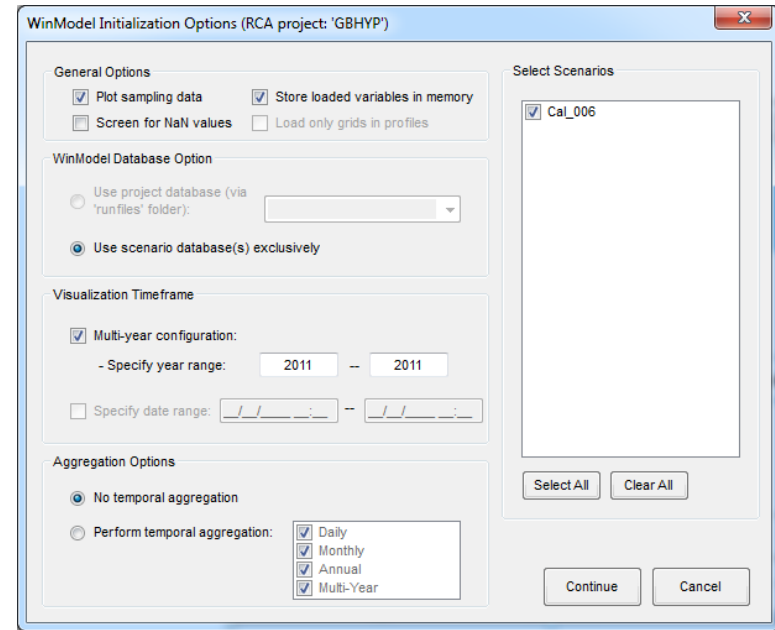 WinModel Initialization Options (RCA project: 'GBHYP')
General Options
Plot sampling data
Store loaded variables in memory
Screen for NaN values
Load only grids in profiles
WinModel Database Option
Use project database (via
'runfiles' folder):
Use scenario database(s) exclusively
Visualization Timeframe
Multi-year configuration:
- Specify year range: 2011 -- 2011
Specify date range: __/__/____ __:__ -- __/__/____ __:__
Aggregation Options
No temporal aggregation
Perform temporal aggregation:
Daily
Monthly
Annual
Multi-Year
Select Scenarios
Cal_006
Select All
Clear All
Continue
Cancel